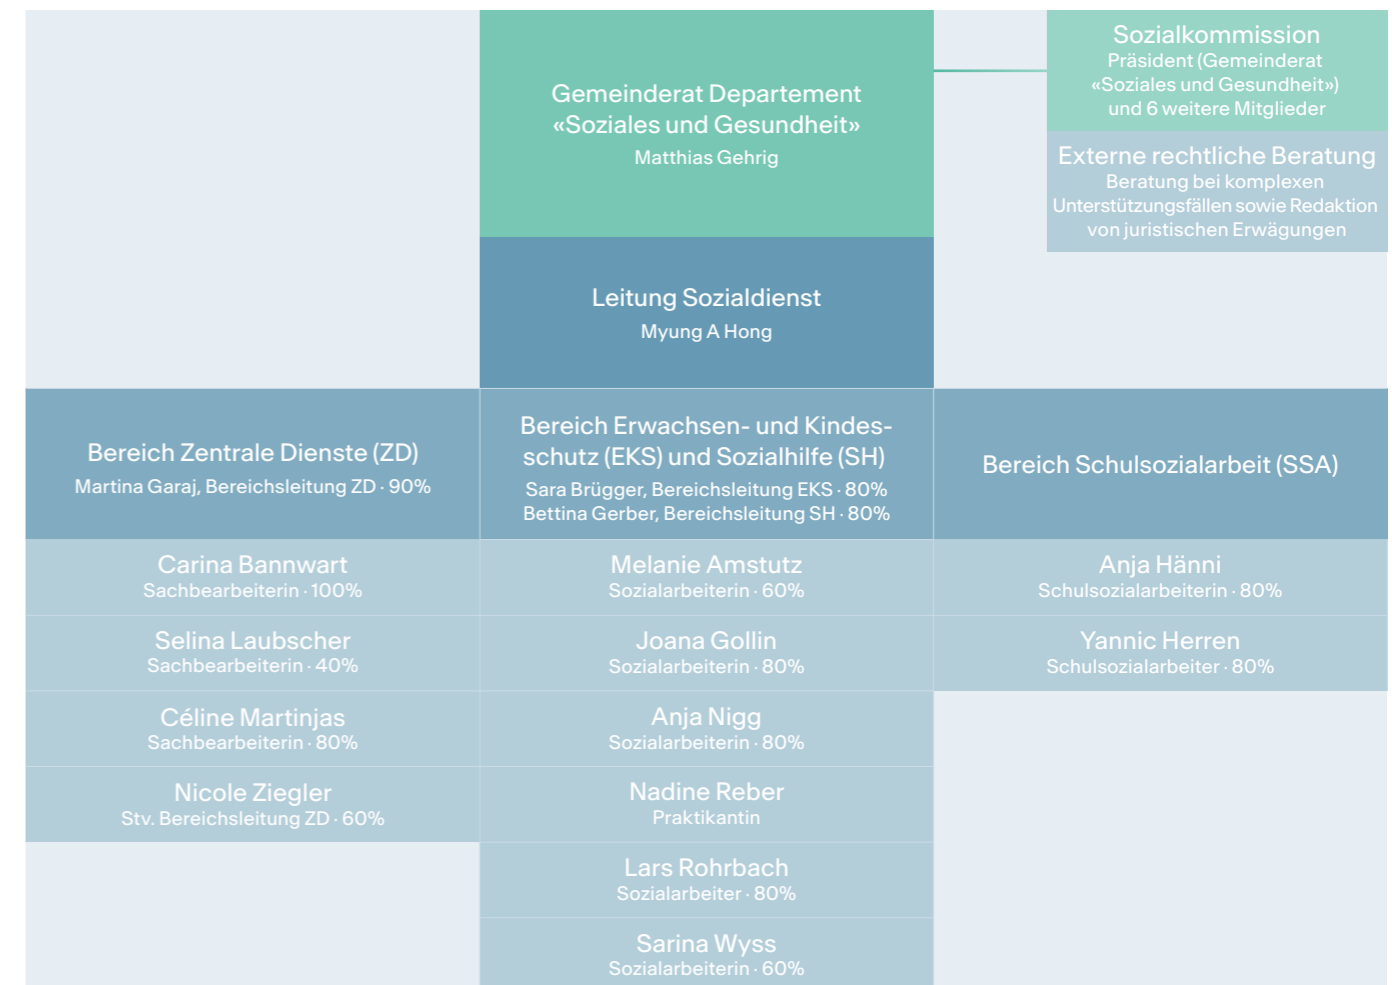 Gemeinderat Departement
«Soziales und Gesundheit»
Matthias Gehrig
Sozialkommission
Präsident (Gemeinderat
«Soziales und Gesundheit»)
und 6 weitere Mitglieder
Externe rechtliche Beratung
Beratung bei komplexen
Unterstützungsfällen sowie Redaktion
von juristischen Erwägungen
Leitung Sozialdienst
Myung A Hong
Bereich Zentrale Dienste (ZD)
Martina Garaj, Bereichsleitung ZD · 90%
Carina Bannwart
Sachbearbeiterin · 100%
Selina Laubscher
Sachbearbeiterin · 40%
Céline Martinjas
Sachbearbeiterin · 80%
Nicole Ziegler
Stv. Bereichsleitung ZD · 60%
Bereich Erwachsen- und Kindes-
schutz (EKS) und Sozialhilfe (SH)
Sara Brügger, Bereichsleitung EKS · 80%
Bettina Gerber, Bereichsleitung SH · 80%
Melanie Amstutz
Sozialarbeiterin · 60%
Joana Gollin
Sozialarbeiterin · 80%
Anja Nigg
Sozialarbeiterin · 80%
Nadine Reber
Praktikantin
Lars Rohrbach
Sozialarbeiter · 80%
Sarina Wyss
Sozialarbeiterin · 60%
Bereich Schulsozialarbeit (SSA)
Anja Hänni
Schulsozialarbeiterin · 80%
Yannic Herren
Schulsozialarbeiter · 80%